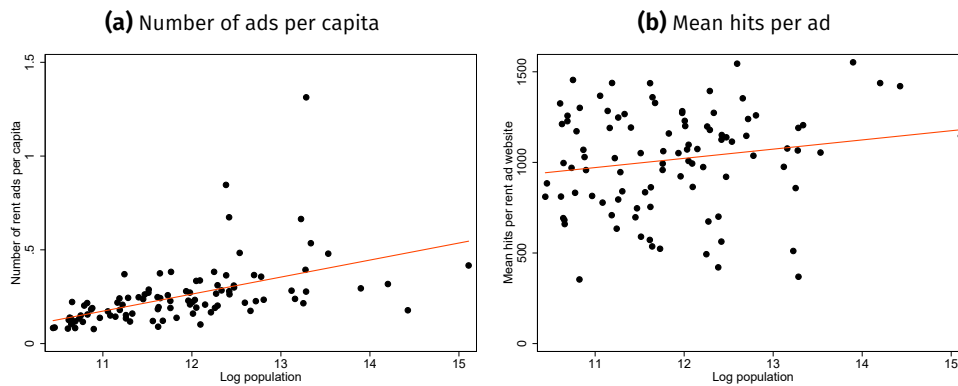 (a) Number of ads per capita
Number of rent ads per capita
1.5
1
.5
0
11 12 13 14 15
Log population
(b) Mean hits per ad
Mean hits per rent ad website
1500
1000
500
0
11 12 13 14 15
Log population